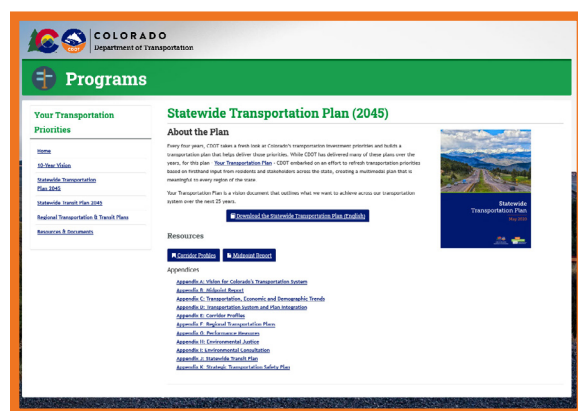 COLORADO
Department of Transportation
CDOT
Programs
Your Transportation
Priorities
Home
10-Year Vision
Statewide Transportation
Plan 2045
Statewide Transit Plan 2045
Regional Transportation & Transit Plans
Resources & Documents
Statewide Transportation Plan (2045)
About the Plan
Every four years, CDOT takes a fresh look at Colorado's transportation investment priorities and builds a
transportation plan that helps deliver those priorities. While CDOT has delivered many of these plans over the
years, for this plan - Your Transportation Plan - CDOT embarked on an effort to refresh transportation priorities
based on firsthand input from residents and stakeholders across the state, creating a multimodal plan that is
meaningful to every region of the state.
Your Transportation Plan is a vision document that outlines what we want to achieve across our transportation
system over the next 25 years.
Download the Statewide Transportation Plan (English)
Statewide
Transportation Plan
May 2020
Resources
Corridor Profiles
Midpoint Report
Appendices
Appendix A: Vision for Colorado's Transportation System
Appendix B: Midpoint Report
Appendix C: Transportation, Economic and Demographic Trends
Appendix D: Transportation System and Plan Integration
Appendix E: Corridor Profiles
Appendix F: Regional Transportation Plans
Appendix G: Performance Measures
Appendix H: Environmental Justice
Appendix I: Environmental Consultation
Appendix J: Statewide Transit Plan
Appendix K: Strategic Transportation Safety Plan